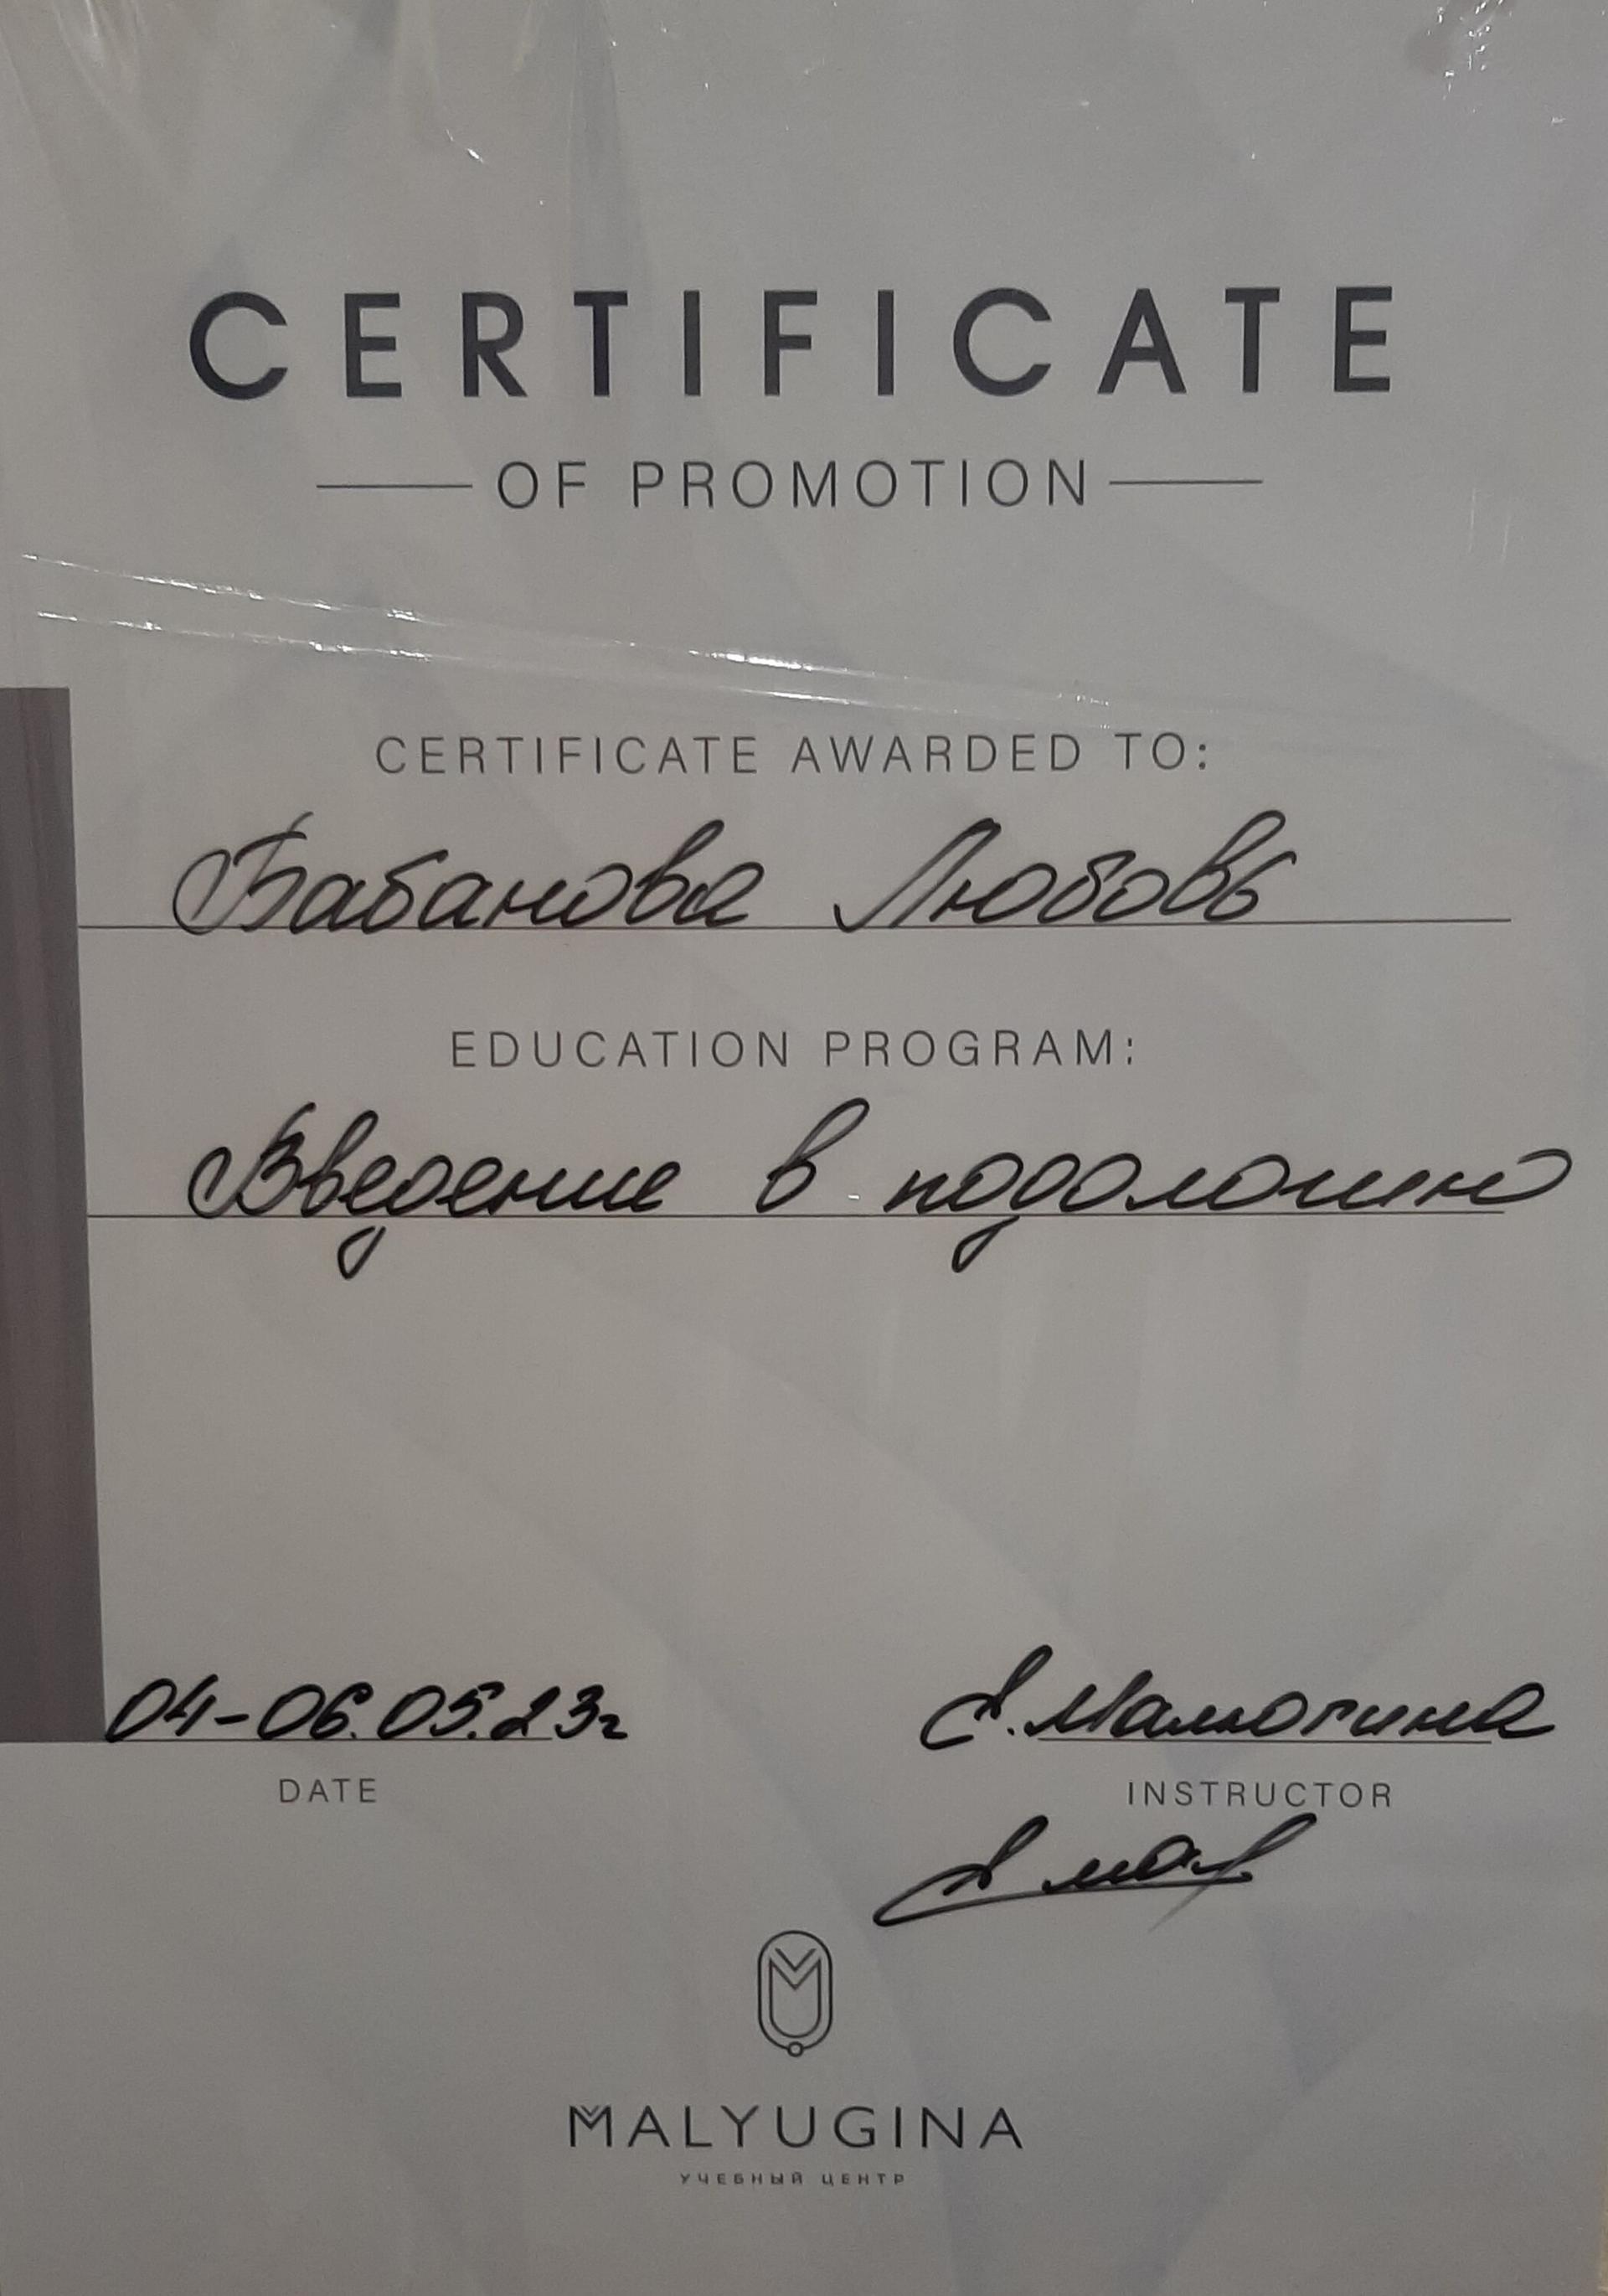 CERTIFICATE
OF PROMOTION
CERTIFICATE AWARDED TO:
Бабанова Любовь
EDUCATION PROGRAM:
Введение в подологию
04-06.05.23г
А. Малюгина
DATE
INSTRUCTOR
MALYUGINA
УЧЕБНЫЙ ЦЕНТР